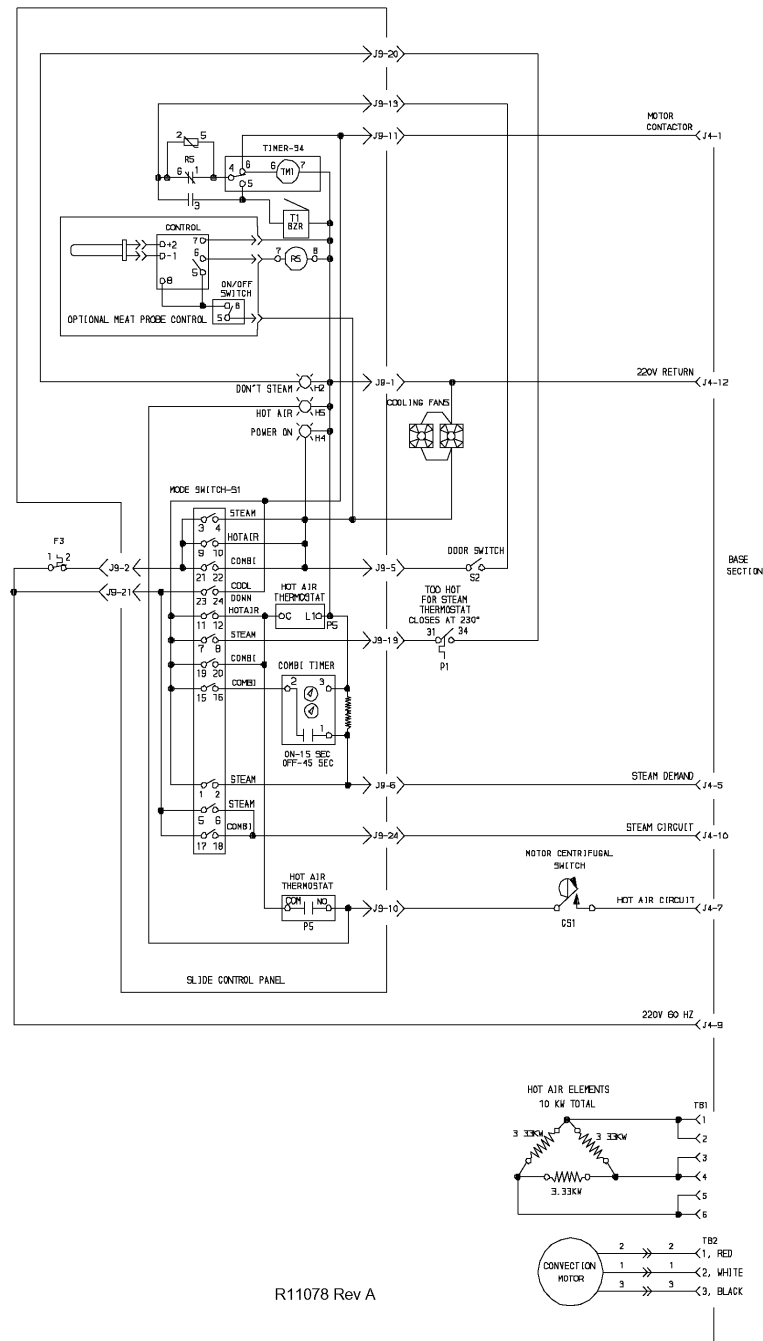 J9-20
J9-13
MOTOR
CONTACTOR
J9-11
J4-1
2 5
R5
6 1
3
TIMER-S4
4 6 6 7
TM1
5
T1
BZR
CONTROL
+2 7
-1 6
5
8
7 R5 8
ON/OFF
SWITCH
6
5
OPTIONAL MEAT PROBE CONTROL
220V RETURN
J9-1
J4-12
DON'T STEAM H2
HOT AIR H5
POWER ON H4
COOLING FANS
MODE SWITCH-S1
STEAM
3 4
HOTAIR
9 10
F3
1 2
J9-2
COMBI
21 22
J9-5
DOOR SWITCH
S2
BASE
SECTION
J9-21
COOL
DOWN
23 24
HOT AIR
THERMOSTAT
C L1
P5
TOO HOT
FOR STEAM
THERMOSTAT
CLOSES AT 230°
31 34
P1
HOTAIR
11 12
STEAM
7 8
J9-19
COMBI
19 20
COMBI
15 16
COMBI TIMER
2 3
1
ON-15 SEC
OFF-45 SEC
STEAM
1 2
J9-6
STEAM DEMAND
J4-5
STEAM
5 6
COMBI
17 18
J9-24
STEAM CIRCUIT
J4-10
MOTOR CENTRIFUGAL
SWITCH
CS1
HOT AIR
THERMOSTAT
COM NO
P5
J9-10
HOT AIR CIRCUIT
J4-7
SLIDE CONTROL PANEL
220V 60 HZ
J4-9
HOT AIR ELEMENTS
10 KW TOTAL
3 33KW
3 33KW
3.33KW
TB1
1
2
3
4
5
6
CONVECTION
MOTOR
TB2
2 2 1, RED
1 1 2, WHITE
3 3 3, BLACK
R11078 Rev A